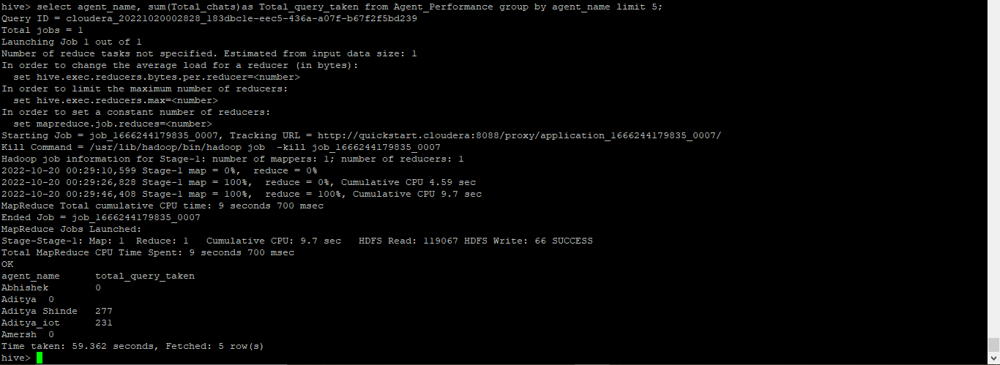 hive> select agent_name, sum(Total_chats)as Total_query_taken from Agent_Performance group by agent_name limit 5;
Query ID = cloudera_20221020002828_183dbc1e-eec5-436a-a07f-b67f2f5bd239
Total jobs = 1
Launching Job 1 out of 1
Number of reduce tasks not specified. Estimated from input data size: 1
In order to change the average load for a reducer (in bytes):
  set hive.exec.reducers.bytes.per.reducer=<number>
In order to limit the maximum number of reducers:
  set hive.exec.reducers.max=<number>
In order to set a constant number of reducers:
  set mapreduce.job.reduces=<number>
Starting Job = job_1666244179835_0007, Tracking URL = http://quickstart.cloudera:8088/proxy/application_1666244179835_0007/
Kill Command = /usr/lib/hadoop/bin/hadoop job  -kill job_1666244179835_0007
Hadoop job information for Stage-1: number of mappers: 1; number of reducers: 1
2022-10-20 00:29:10,599 Stage-1 map = 0%,  reduce = 0%
2022-10-20 00:29:26,828 Stage-1 map = 100%,  reduce = 0%, Cumulative CPU 4.59 sec
2022-10-20 00:29:46,408 Stage-1 map = 100%,  reduce = 100%, Cumulative CPU 9.7 sec
MapReduce Total cumulative CPU time: 9 seconds 700 msec
Ended Job = job_1666244179835_0007
MapReduce Jobs Launched:
Stage-Stage-1: Map: 1  Reduce: 1   Cumulative CPU: 9.7 sec   HDFS Read: 119067 HDFS Write: 66 SUCCESS
Total MapReduce CPU Time Spent: 9 seconds 700 msec
OK
agent_name      total_query_taken
Abhishek        0
Aditya  0
Aditya Shinde   277
Aditya_iot      231
Amersh  0
Time taken: 59.362 seconds, Fetched: 5 row(s)
hive>